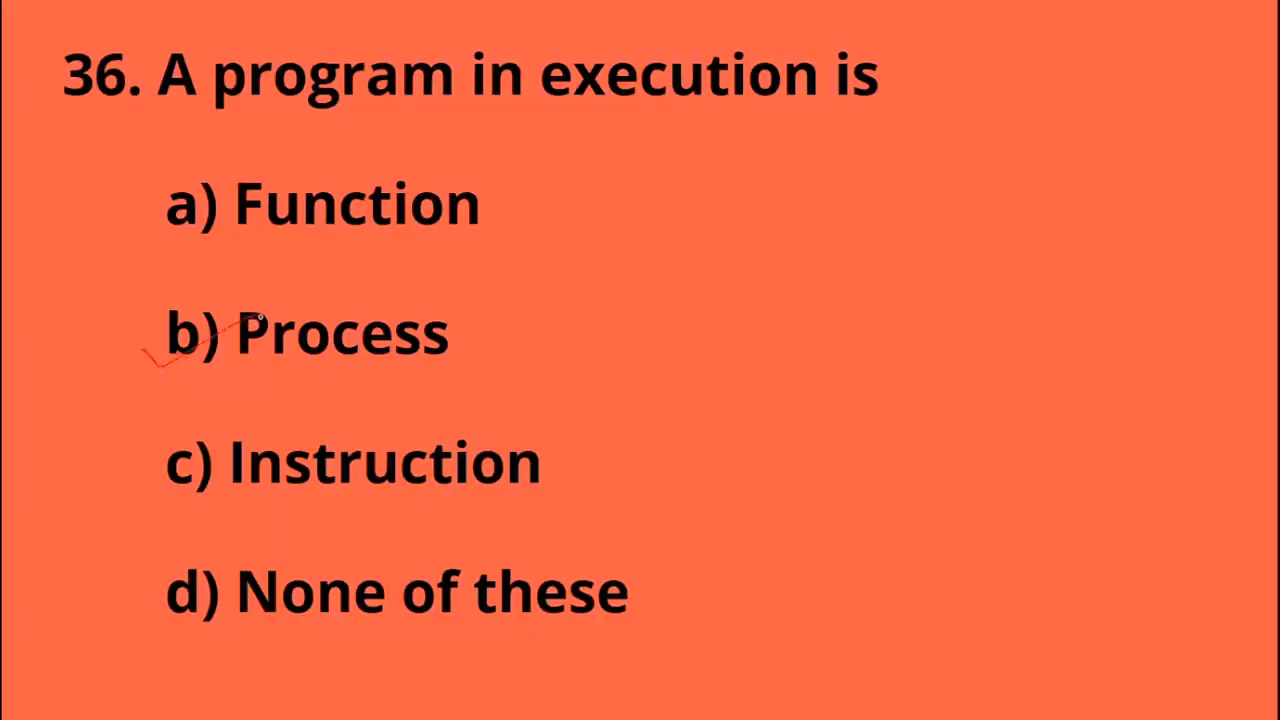 36. A program in execution is
a) Function
b) Process
c) Instruction
d) None of these